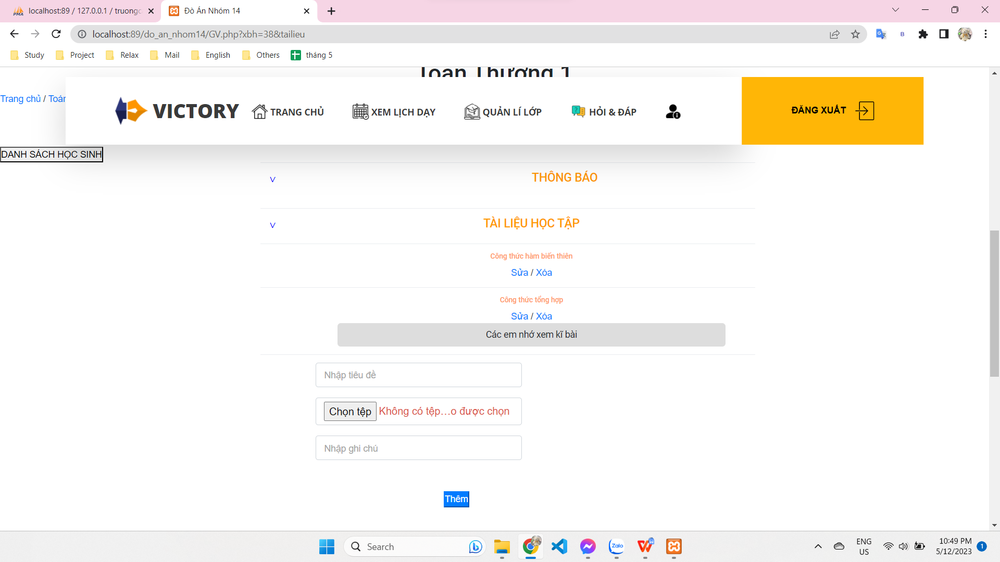 localhost:89 / 127.0.0.1 / truongc
Đò Án Nhóm 14
localhost:89/do_an_nhom14/GV.php?xbh=38&tailieu
Study
Project
Relax
Mail
English
Others
tháng 5
Toán Thương 1
Trang chủ / Toán
VICTORY
TRANG CHỦ
XEM LỊCH DẠY
QUẢN LÍ LỚP
HỎI & ĐÁP
ĐĂNG XUẤT
DANH SÁCH HỌC SINH
V
THÔNG BÁO
V
TÀI LIỆU HỌC TẬP
Công thức hàm biến thiên
Sửa / Xóa
Công thức tổng hợp
Sửa / Xóa
Các em nhớ xem kĩ bài
Nhập tiêu đề
Chọn tệp Không có tệp…o được chọn
Nhập ghi chú
Thêm
Search
Zalo
ENG
US
10:49 PM
5/12/2023
1